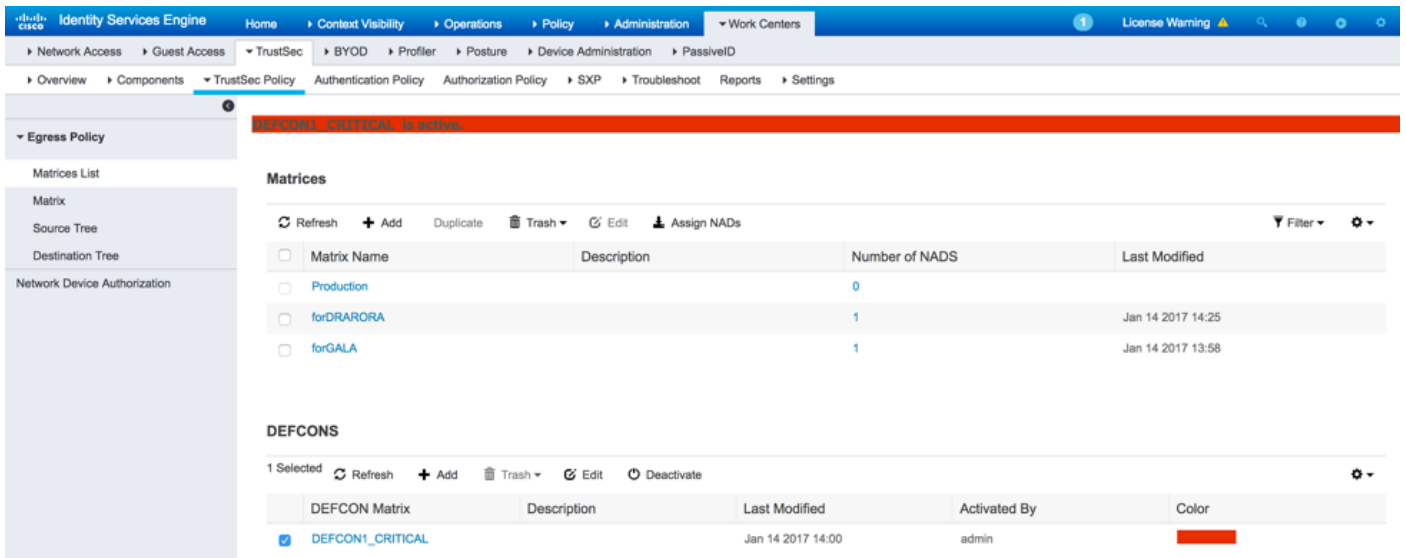 cisco Identity Services Engine Home Context Visibility Operations Policy Administration Work Centers 1 License Warning
Network Access Guest Access TrustSec BYOD Profiler Posture Device Administration PassiveID
Overview Components TrustSec Policy Authentication Policy Authorization Policy SXP Troubleshoot Reports Settings
DEFCON1_CRITICAL is active.
Egress Policy
Matrices List
Matrix
Source Tree
Destination Tree
Network Device Authorization
Matrices
Refresh Add Duplicate Trash Edit Assign NADs Filter
Matrix Name Description Number of NADS Last Modified
Production 0
forDRARORA 1 Jan 14 2017 14:25
forGALA 1 Jan 14 2017 13:58
DEFCONS
1 Selected Refresh Add Trash Edit Deactivate
DEFCON Matrix Description Last Modified Activated By Color
DEFCON1_CRITICAL Jan 14 2017 14:00 admin